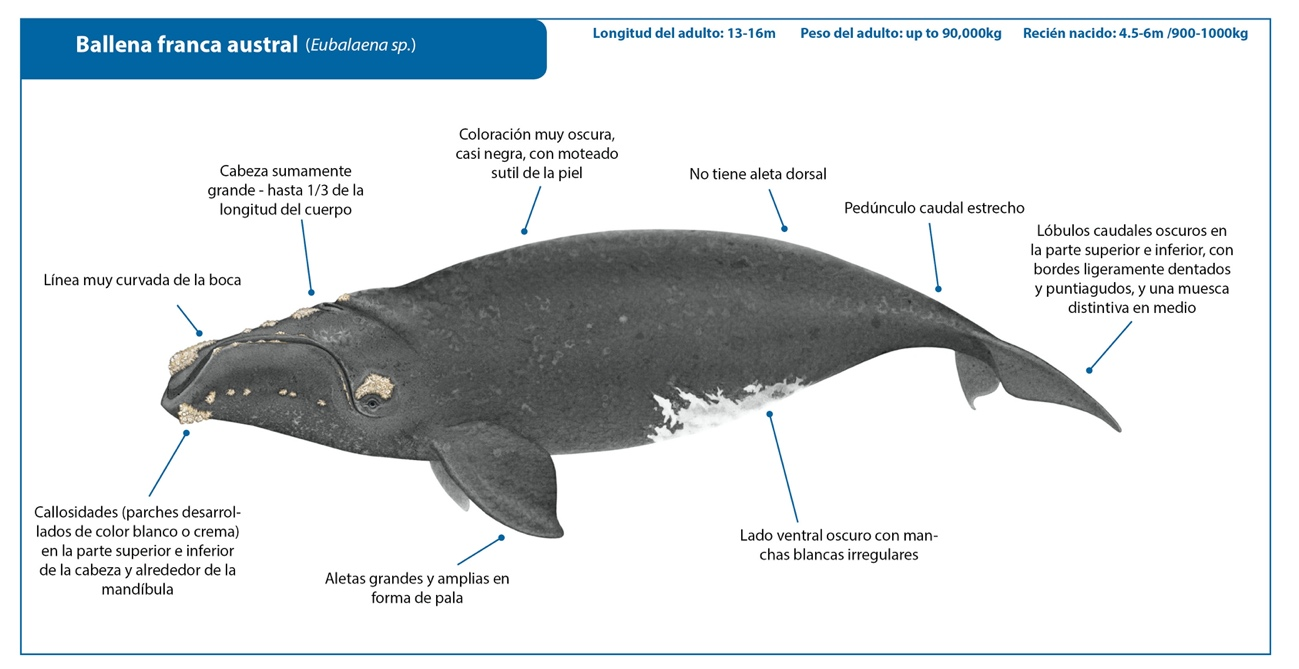 Ballena franca austral (Eubalaena sp.)
Longitud del adulto: 13-16m Peso del adulto: up to 90,000kg Recién nacido: 4.5-6m /900-1000kg
Coloración muy oscura,
casi negra, con moteado
sutil de la piel
Cabeza sumamente
grande - hasta 1/3 de la
longitud del cuerpo
No tiene aleta dorsal
Pedúnculo caudal estrecho
Lóbulos caudales oscuros en
la parte superior e inferior, con
bordes ligeramente dentados
y puntiagudos, y una muesca
distintiva en medio
Línea muy curvada de la boca
Callosidades (parches desarrol-
lados de color blanco o crema)
en la parte superior e inferior
de la cabeza y alrededor de la
mandíbula
Aletas grandes y amplias en
forma de pala
Lado ventral oscuro con man-
chas blancas irregulares